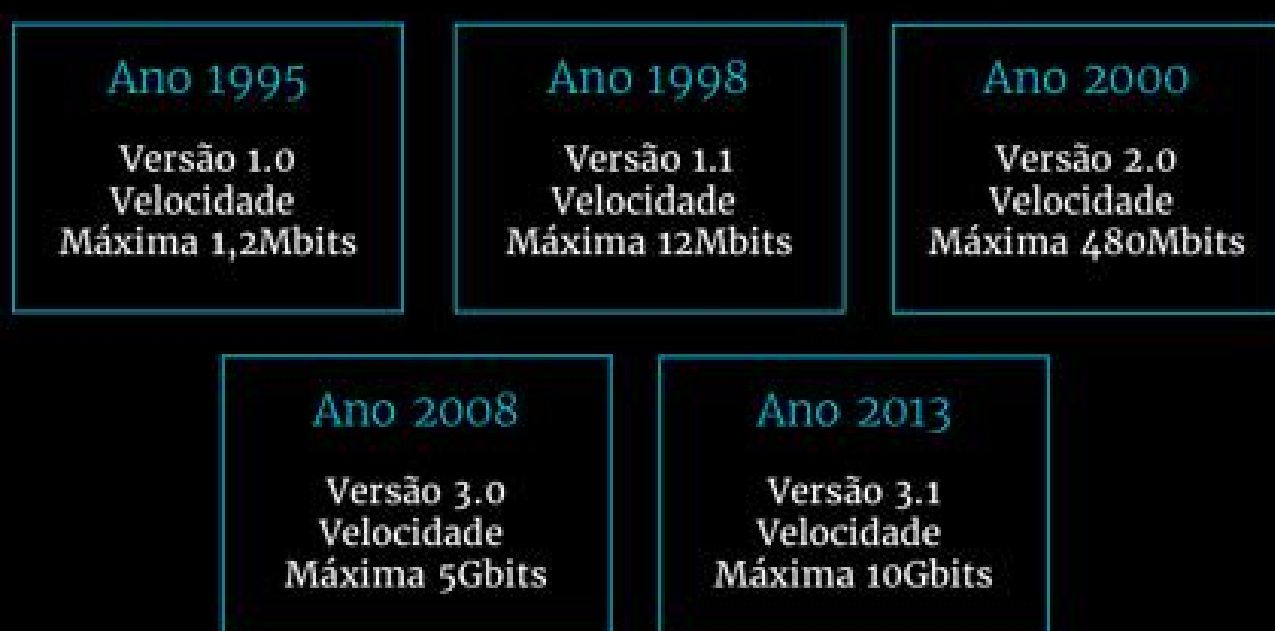 Ano 1995
Versão 1.0
Velocidade
Máxima 1,2Mbits
Ano 1998
Versão 1.1
Velocidade
Máxima 12Mbits
Ano 2000
Versão 2.0
Velocidade
Máxima 480Mbits
Ano 2008
Versão 3.0
Velocidade
Máxima 5Gbits
Ano 2013
Versão 3.1
Velocidade
Máxima 10Gbits